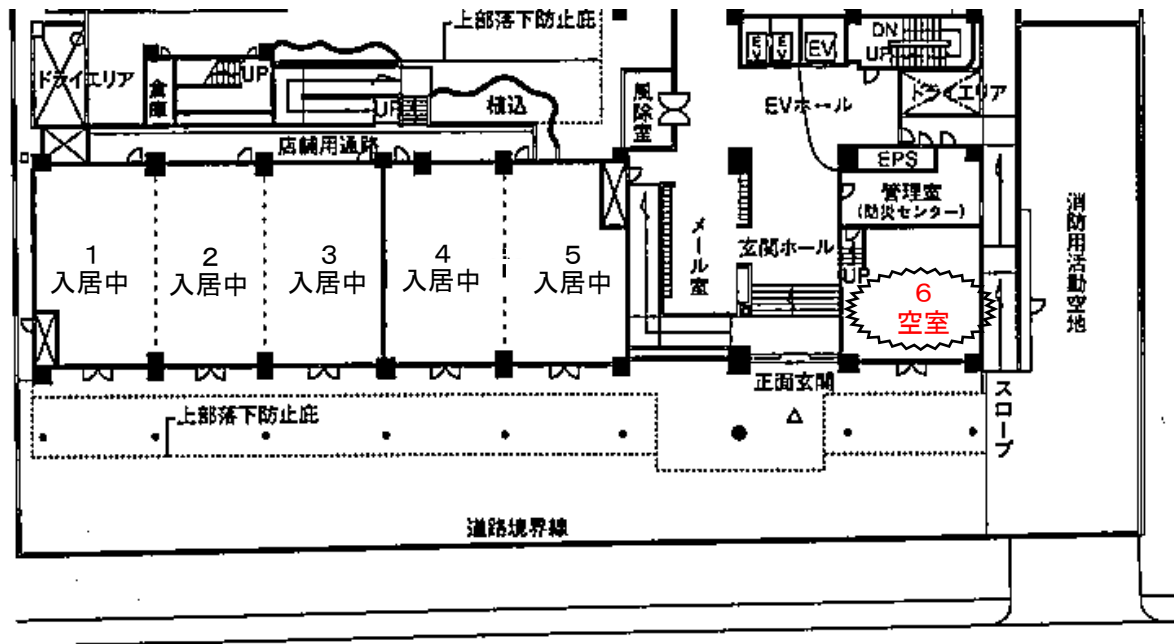 上部落下防止庇
EV
EV
EV
DN
UP
ドライエリア
倉庫
UP
UP
植込
風除室
EVホール
ドライエリア
店舗用通路
EPS
管理室
(防災センター)
1
入居中
2
入居中
3
入居中
4
入居中
5
入居中
メール室
玄関ホール
UP
6
空室
消防用活動空地
正面玄関
スロープ
上部落下防止庇
道路境界線